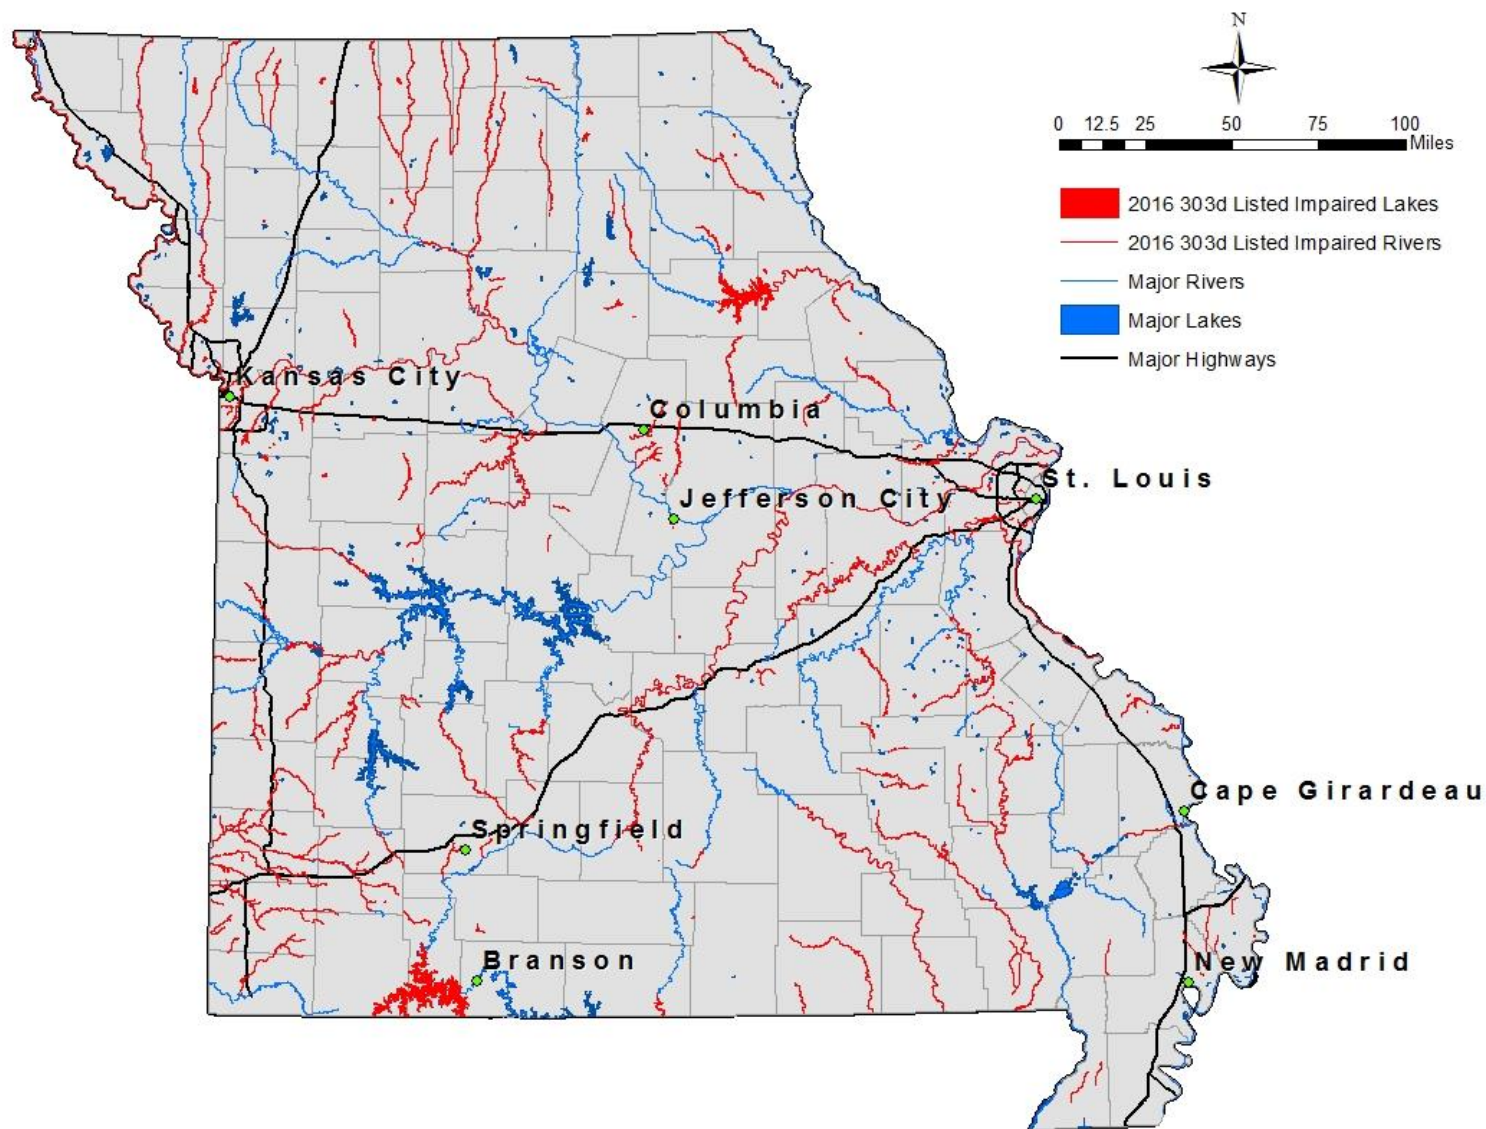 N
0 12.5 25 50 75 100
Miles
2016 303d Listed Impaired Lakes
2016 303d Listed Impaired Rivers
Major Rivers
Major Lakes
Major Highways
Kansas City
Columbia
St. Louis
Jefferson City
Cape Girardeau
Springfield
Branson
New Madrid